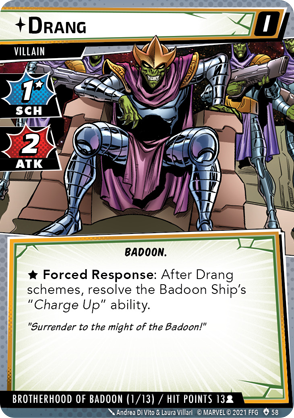 DRANG
I
VILLAIN
1*
SCH
2
ATK
BADOON.
★ Forced Response: After Drang
schemes, resolve the Badoon Ship's
"Charge Up" ability.
"Surrender to the might of the Badoon!"
BROTHERHOOD OF BADOON (1/13) / HIT POINTS 13
Andrea Di Vito & Laura Villari © MARVEL © 2021 FFG 58